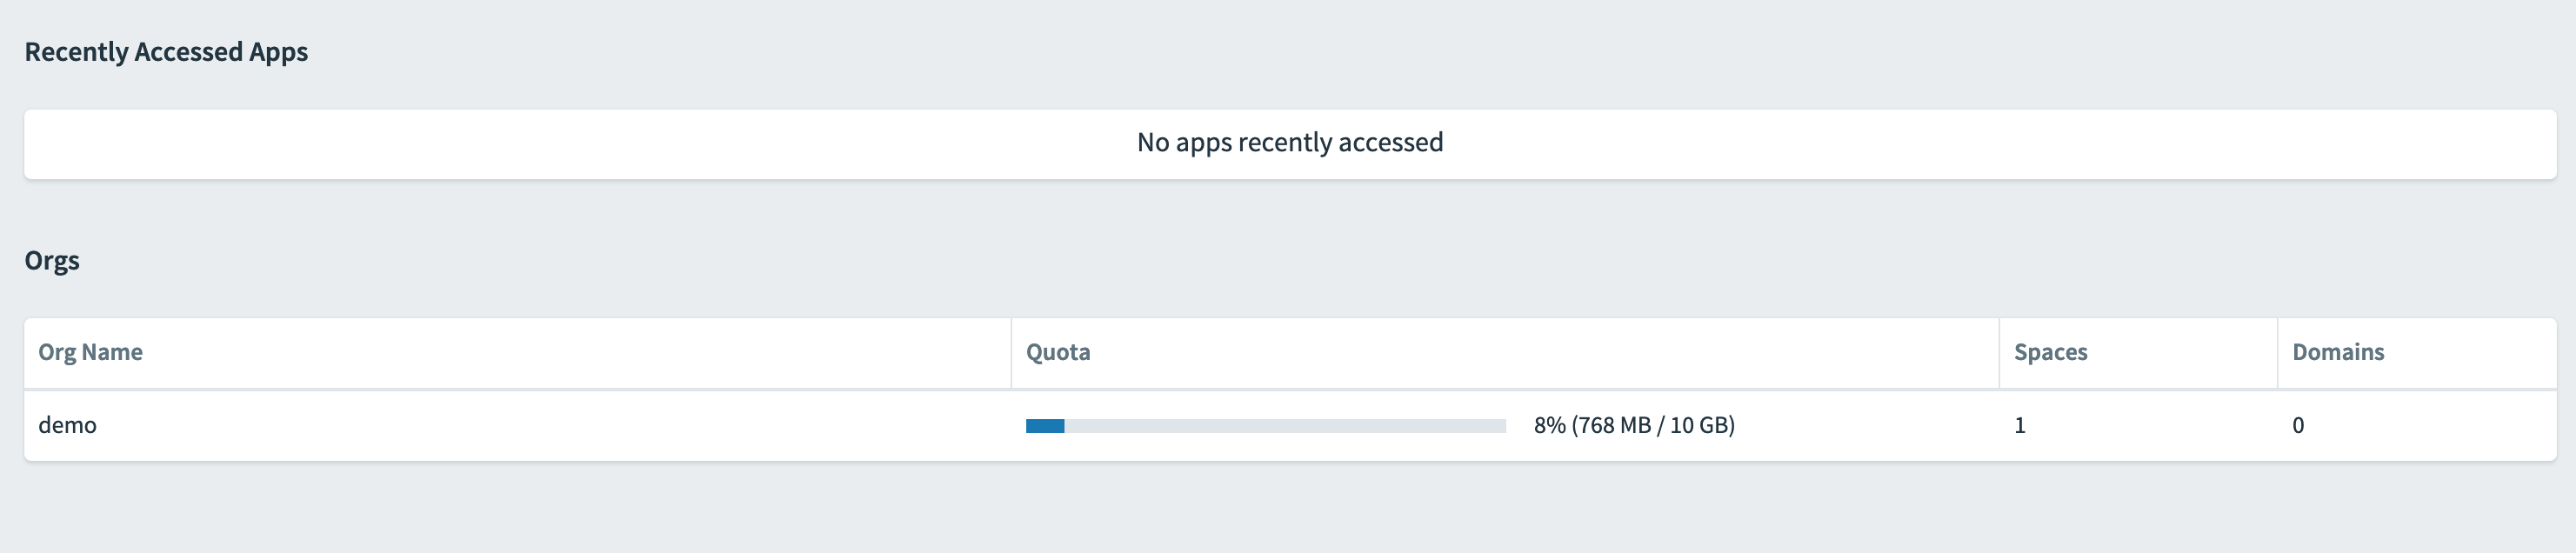 Recently Accessed Apps
No apps recently accessed
Orgs
Org Name Quota Spaces Domains
demo 8% (768 MB / 10 GB) 1 0